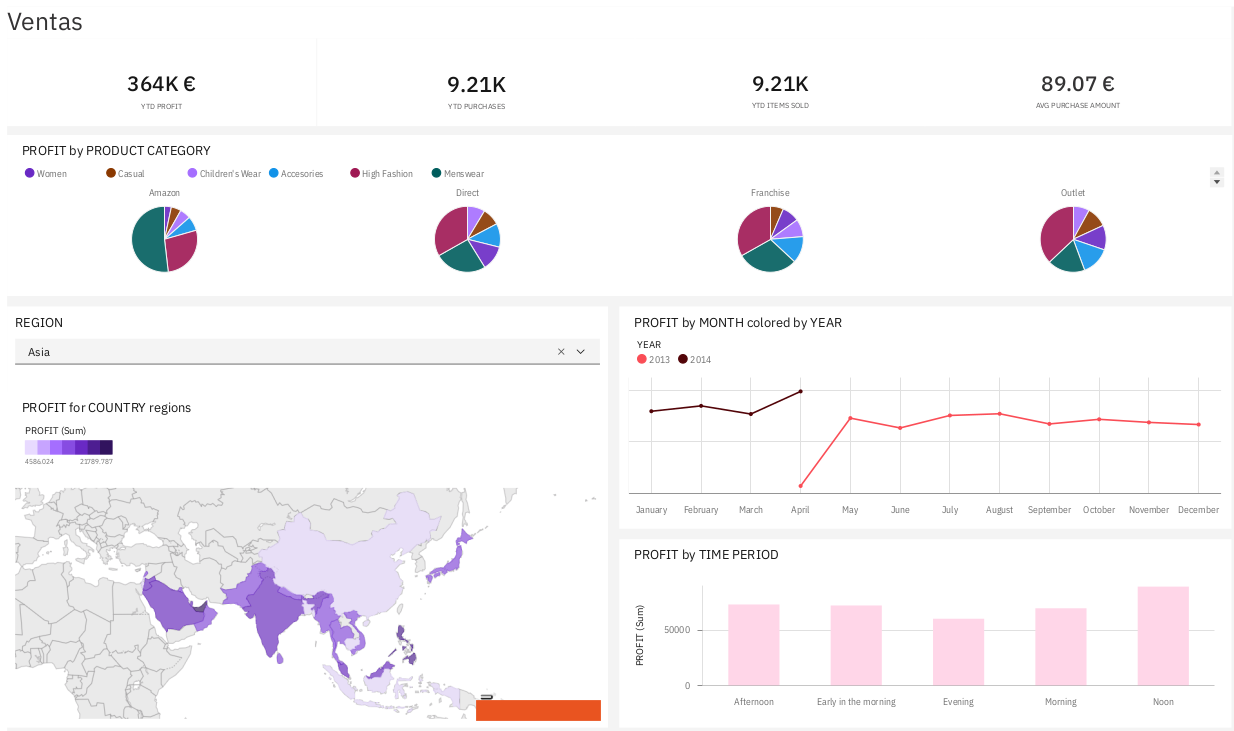 Ventas
364K €
YTD PROFIT
9.21K
YTD PURCHASES
9.21K
YTD ITEMS SOLD
89.07 €
AVG PURCHASE AMOUNT
PROFIT by PRODUCT CATEGORY
Women Casual Children's Wear Accesories High Fashion Menswear
Amazon Direct Franchise Outlet
REGION
Asia
PROFIT for COUNTRY regions
PROFIT (Sum)
4586.024 21789.787
PROFIT by MONTH colored by YEAR
YEAR
2013 2014
January February March April May June July August September October November December
PROFIT by TIME PERIOD
PROFIT (Sum)
50000
0
Afternoon Early in the morning Evening Morning Noon